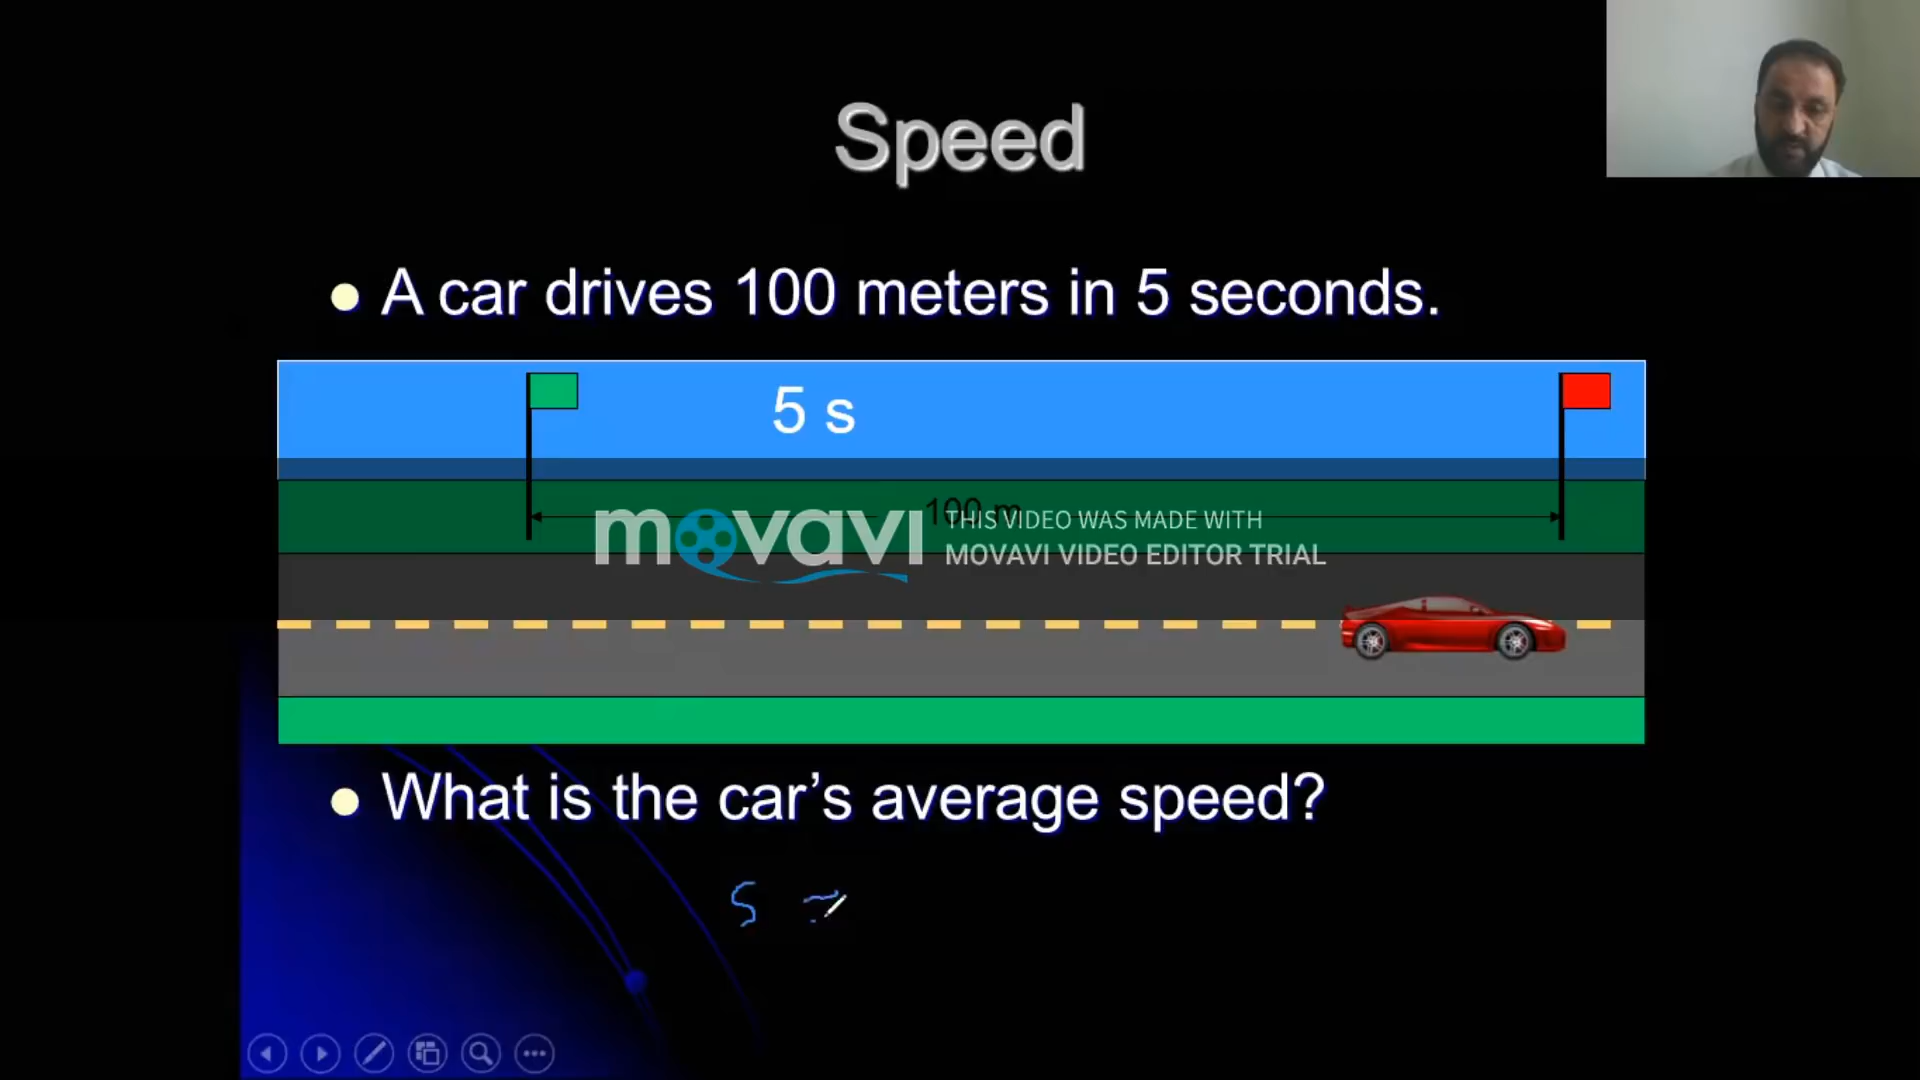 Speed
A car drives 100 meters in 5 seconds.
5 s
100 m
movavi
THIS VIDEO WAS MADE WITH
MOVAVI VIDEO EDITOR TRIAL
What is the car’s average speed?
S =